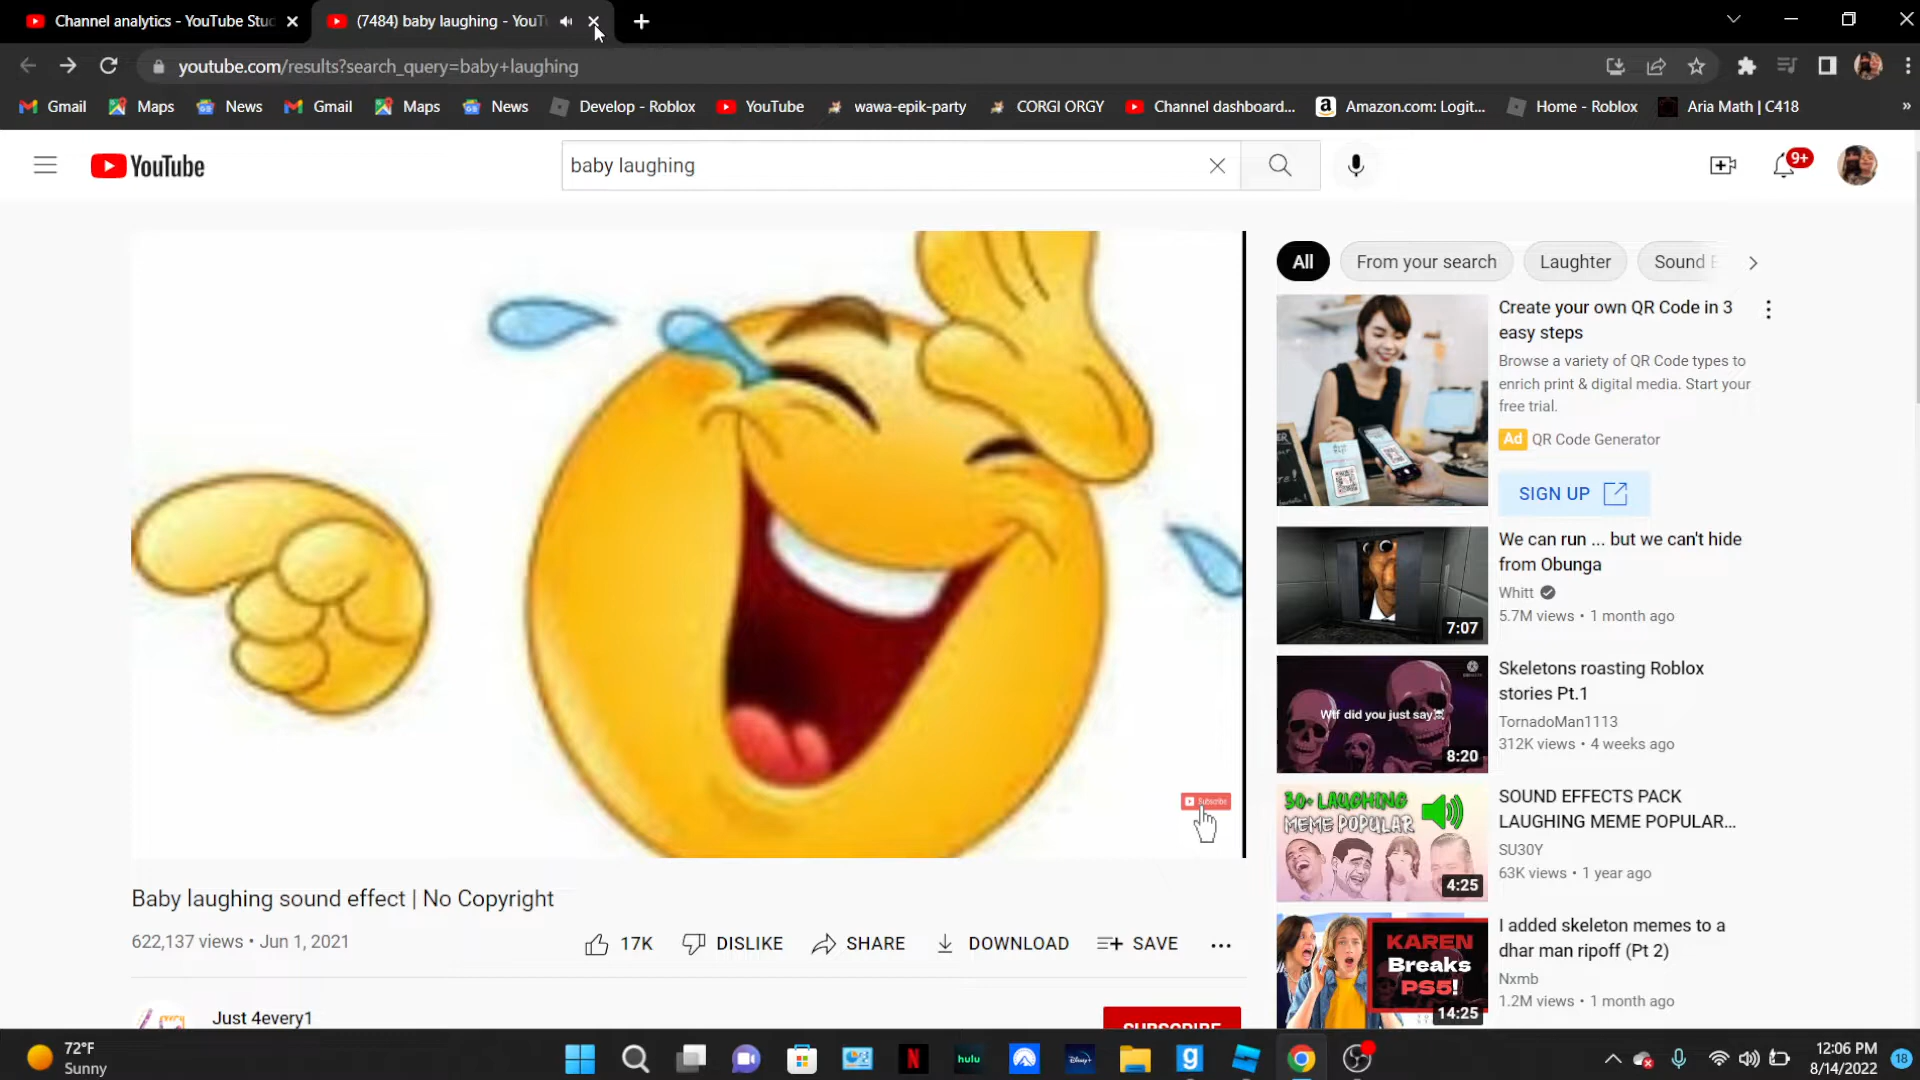 Channel analytics - YouTube Stuc
(7484) baby laughing - YouT
youtube.com/results?search_query=baby+laughing
Gmail
Maps
News
Gmail
Maps
News
Develop - Roblox
YouTube
wawa-epik-party
CORGI ORGY
Channel dashboard...
Amazon.com: Logit...
Home - Roblox
Aria Math | C418
»
YouTube
baby laughing
9+
All
From your search
Laughter
Sound E
Create your own QR Code in 3
easy steps
Browse a variety of QR Code types to
enrich print & digital media. Start your
free trial.
Ad QR Code Generator
SIGN UP
We can run ... but we can't hide
from Obunga
Whitt
5.7M views • 1 month ago
7:07
Skeletons roasting Roblox
stories Pt.1
TornadoMan1113
312K views • 4 weeks ago
Wtf did you just say
8:20
SOUND EFFECTS PACK
LAUGHING MEME POPULAR...
SU30Y
63K views • 1 year ago
30+ LAUGHING
MEME POPULAR
4:25
I added skeleton memes to a
dhar man ripoff (Pt 2)
Nxmb
1.2M views • 1 month ago
KAREN
Breaks
PS5!
14:25
Subscribe
Baby laughing sound effect | No Copyright
622,137 views • Jun 1, 2021
17K
DISLIKE
SHARE
DOWNLOAD
SAVE
...
Just 4every1
SUBSCRIBE
72°F
Sunny
hulu
Disney+
12:06 PM
8/14/2022
18